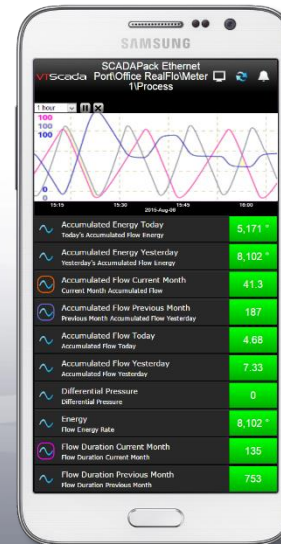 SAMSUNG
VTScada
SCADAPack Ethernet
Port\Office RealFlo\Meter
1\Process
1 hour
100
100
100
0
0
15:15 15:30 15:45 16:00
2016-Aug-08
Accumulated Energy Today
Today's Accumulated Flow Energy
5,171 *
Accumulated Energy Yesterday
Yesterday's Accumulated Flow Energy
8,102 *
Accumulated Flow Current Month
Current Month Accumulated Flow
41.3
Accumulated Flow Previous Month
Previous Month Accumulated Flow Yesterday
187
Accumulated Flow Today
Accumulated Flow Today
4.68
Accumulated Flow Yesterday
Accumulated Flow Yesterday
7.33
Differential Pressure
Differential Pressure
0
Energy
Flow Energy Rate
8,102 *
Flow Duration Current Month
Flow Duration Current Month
135
Flow Duration Previous Month
Flow Duration Previous Month
753